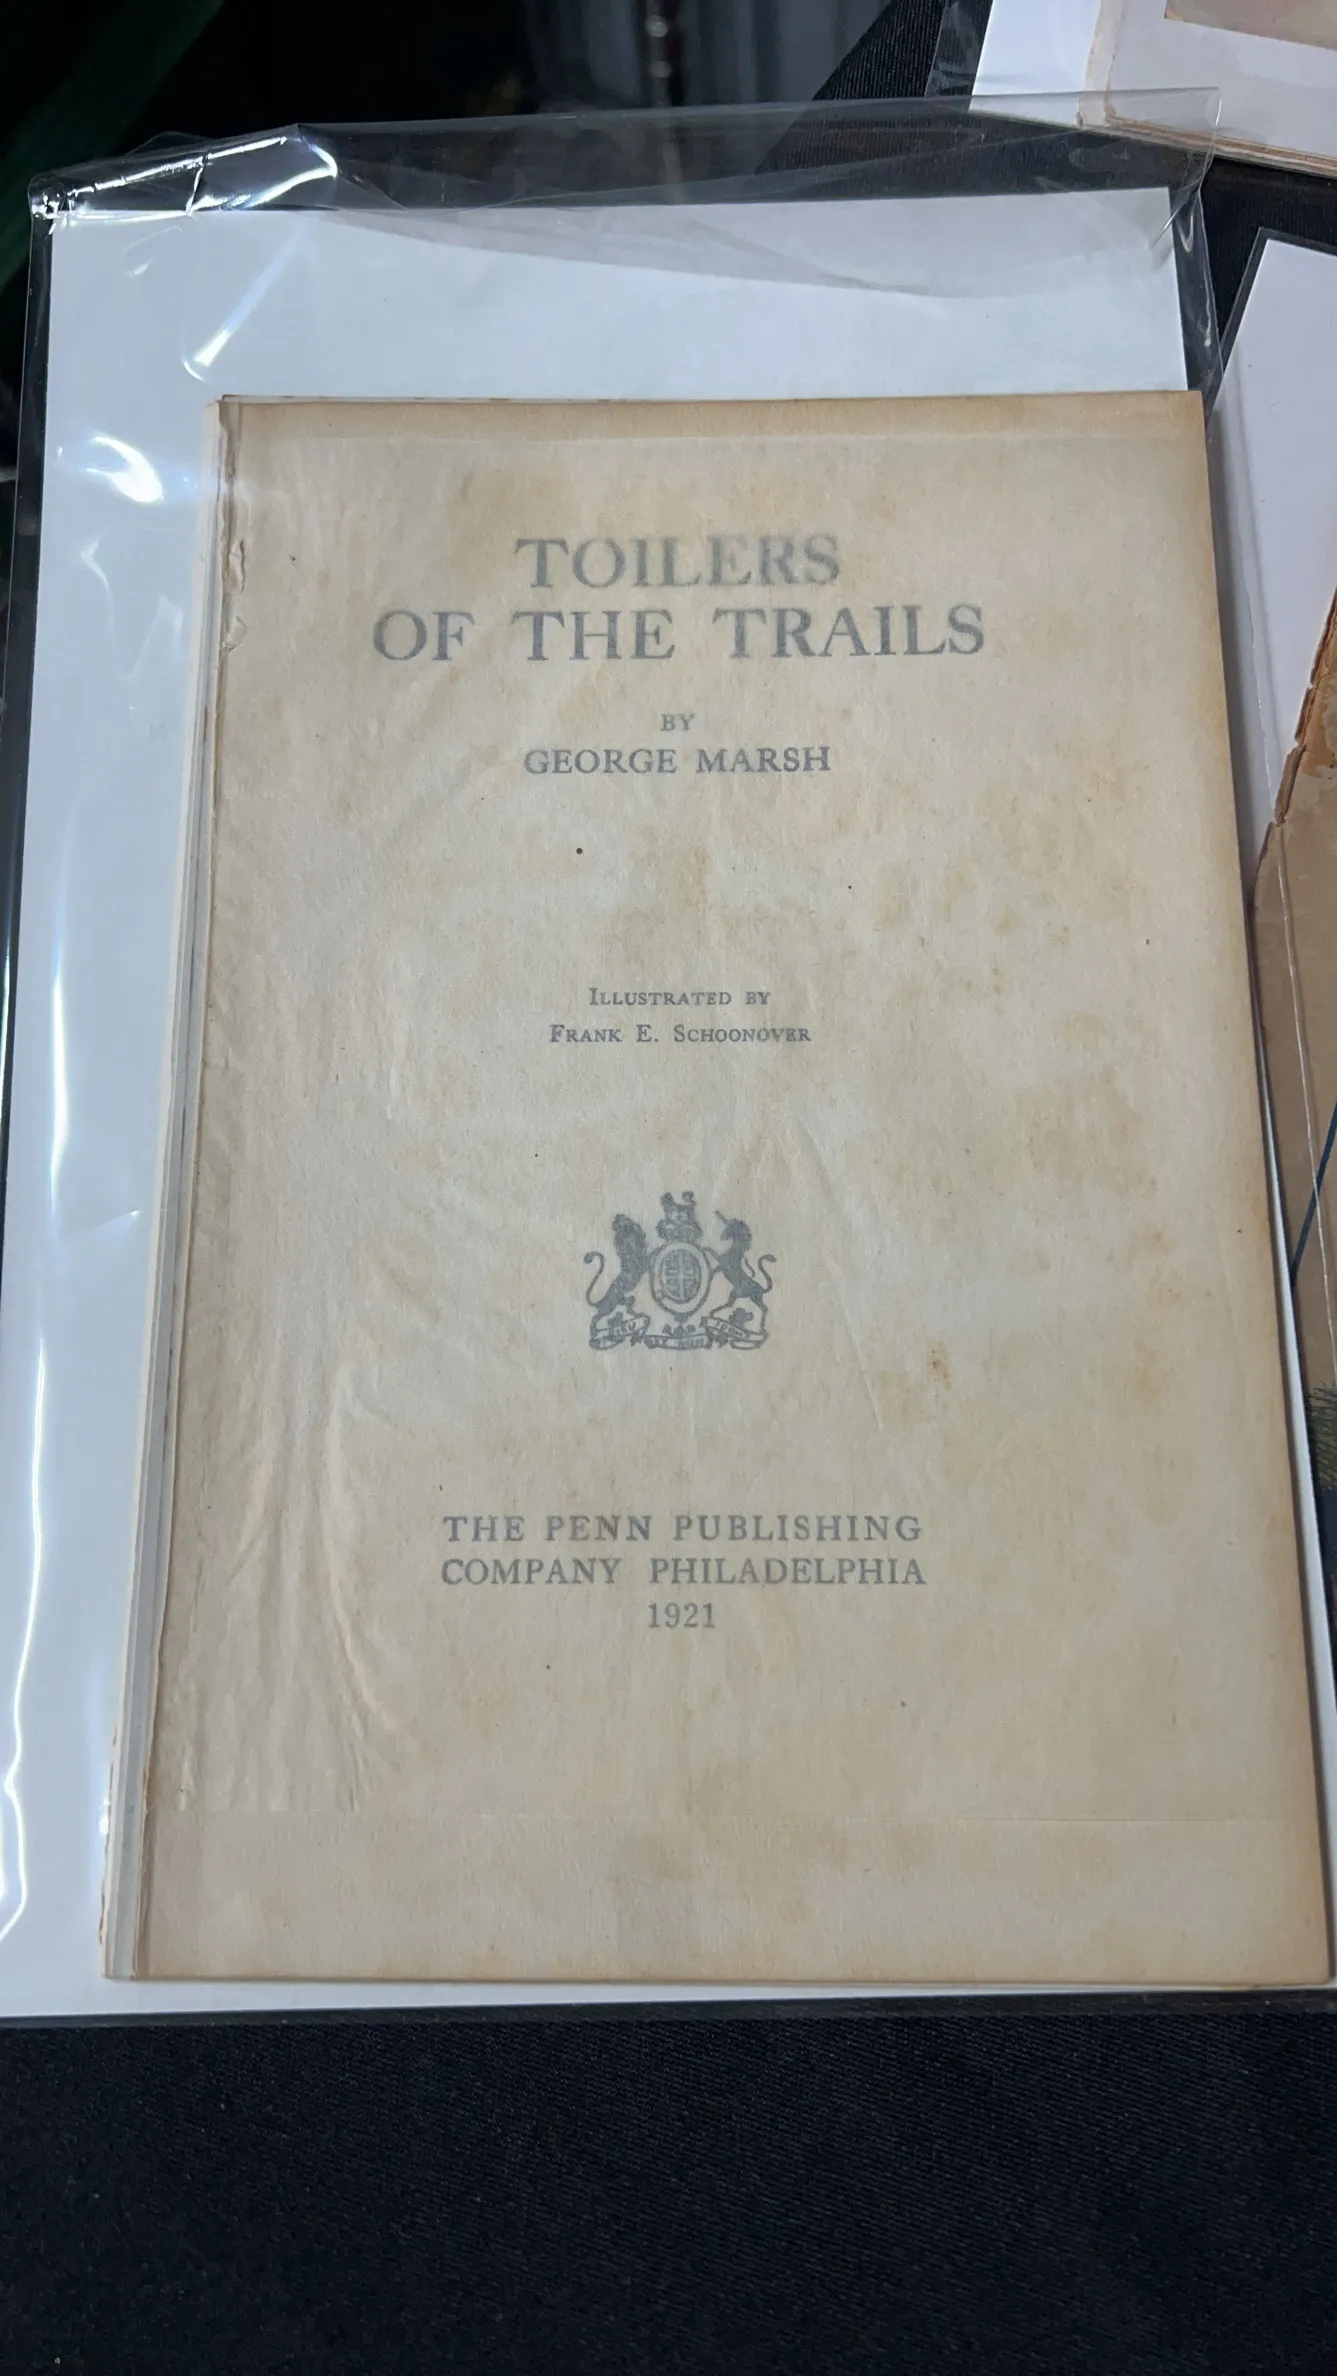 TOILERS
OF THE TRAILS
BY
GEORGE MARSH
ILLUSTRATED BY
FRANK E. SCHOONOVER
THE PENN PUBLISHING
COMPANY PHILADELPHIA
1921